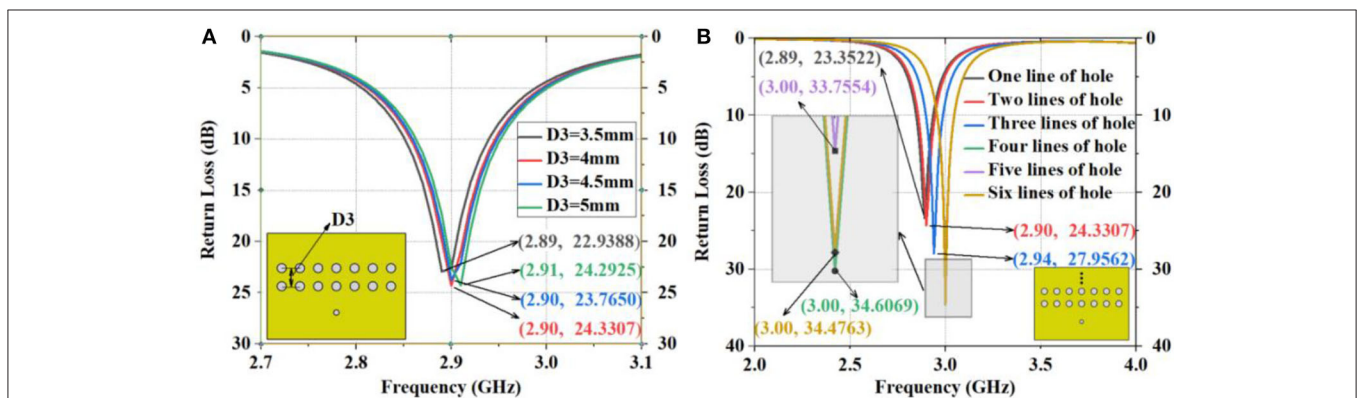 A
0
5
10
15
20
25
30
Return Loss (dB)
0
5
10
15
20
25
30
2.7
2.8
2.9
3.0
3.1
Frequency (GHz)
D3=3.5mm
D3=4mm
D3=4.5mm
D3=5mm
(2.89, 22.9388)
(2.91, 24.2925)
(2.90, 23.7650)
(2.90, 24.3307)
D3
B
0
10
20
30
40
Return Loss (dB)
0
10
20
30
40
2.0
2.5
3.0
3.5
4.0
Frequency (GHz)
(2.89, 23.3522)
(3.00, 33.7554)
One line of hole
Two lines of hole
Three lines of hole
Four lines of hole
Five lines of hole
Six lines of hole
(2.90, 24.3307)
(2.94, 27.9562)
(3.00, 34.6069)
(3.00, 34.4763)